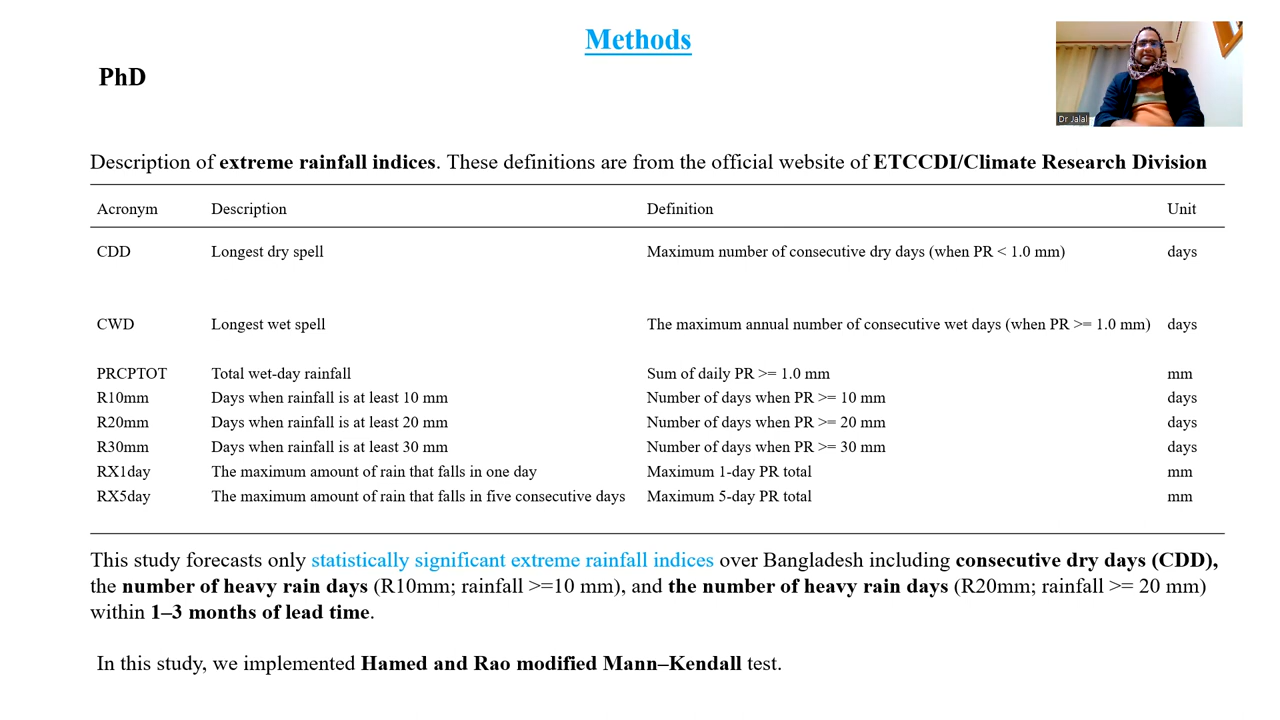 Methods
PhD
Dr Jalal
Description of extreme rainfall indices. These definitions are from the official website of ETCCDI/Climate Research Division
Acronym Description Definition Unit
CDD Longest dry spell Maximum number of consecutive dry days (when PR < 1.0 mm) days
CWD Longest wet spell The maximum annual number of consecutive wet days (when PR >= 1.0 mm) days
PRCPTOT Total wet-day rainfall Sum of daily PR >= 1.0 mm mm
R10mm Days when rainfall is at least 10 mm Number of days when PR >= 10 mm days
R20mm Days when rainfall is at least 20 mm Number of days when PR >= 20 mm days
R30mm Days when rainfall is at least 30 mm Number of days when PR >= 30 mm days
RX1day The maximum amount of rain that falls in one day Maximum 1-day PR total mm
RX5day The maximum amount of rain that falls in five consecutive days Maximum 5-day PR total mm
This study forecasts only statistically significant extreme rainfall indices over Bangladesh including consecutive dry days (CDD),
the number of heavy rain days (R10mm; rainfall >=10 mm), and the number of heavy rain days (R20mm; rainfall >= 20 mm)
within 1–3 months of lead time.
In this study, we implemented Hamed and Rao modified Mann–Kendall test.